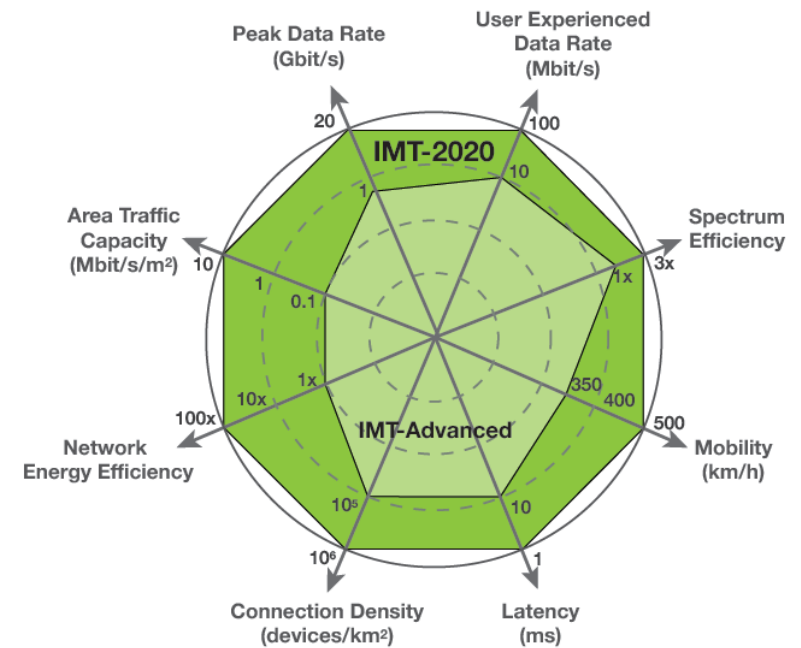 User Experienced
Data Rate
(Mbit/s)
Peak Data Rate
(Gbit/s)
20
100
IMT-2020
10
1
Area Traffic
Capacity
(Mbit/s/m²)
Spectrum
Efficiency
10
3x
1
1x
0.1
1x
350
10x
400
100x
500
IMT-Advanced
Network
Energy Efficiency
Mobility
(km/h)
10⁵
10
10⁶
1
Connection Density
(devices/km²)
Latency
(ms)